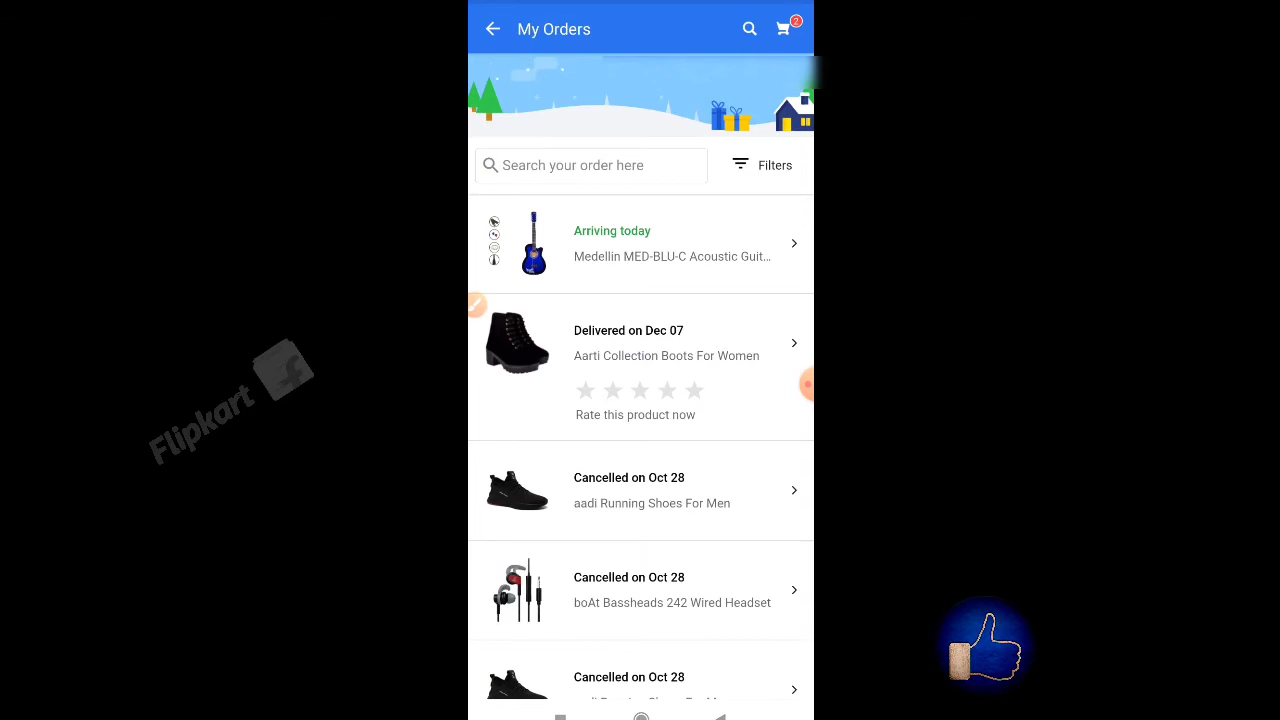 My Orders
2
Search your order here
Filters
Arriving today
Medellin MED-BLU-C Acoustic Guit...
Delivered on Dec 07
Aarti Collection Boots For Women
Rate this product now
Flipkart
Cancelled on Oct 28
aadi Running Shoes For Men
Cancelled on Oct 28
boAt Bassheads 242 Wired Headset
Cancelled on Oct 28